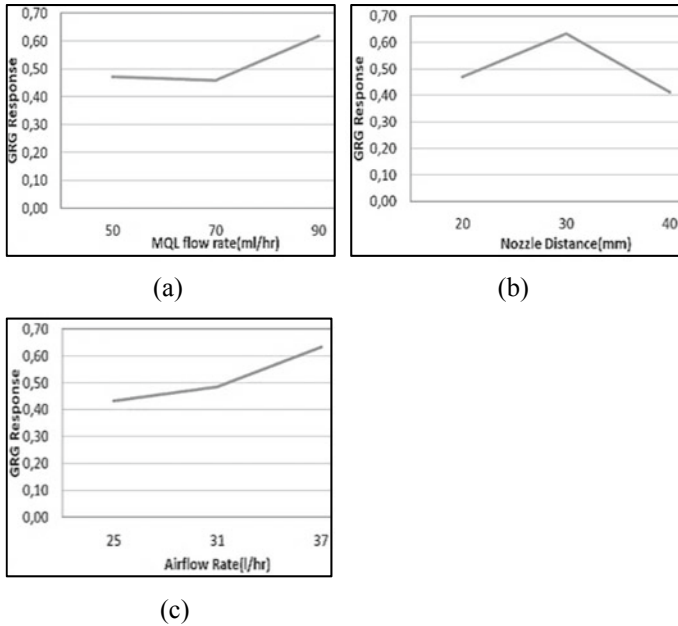 0,70
0,60
0,50
0,40
0,30
0,20
0,10
0,00
GRG Response
50 70 90
MQL flow rate(ml/hr)
(a)
0,70
0,60
0,50
0,40
0,30
0,20
0,10
0,00
GRG Response
20 30 40
Nozzle Distance(mm)
(b)
0,70
0,60
0,50
0,40
0,30
0,20
0,10
0,00
GRG Response
25 31 37
Airflow Rate(l/hr)
(c)